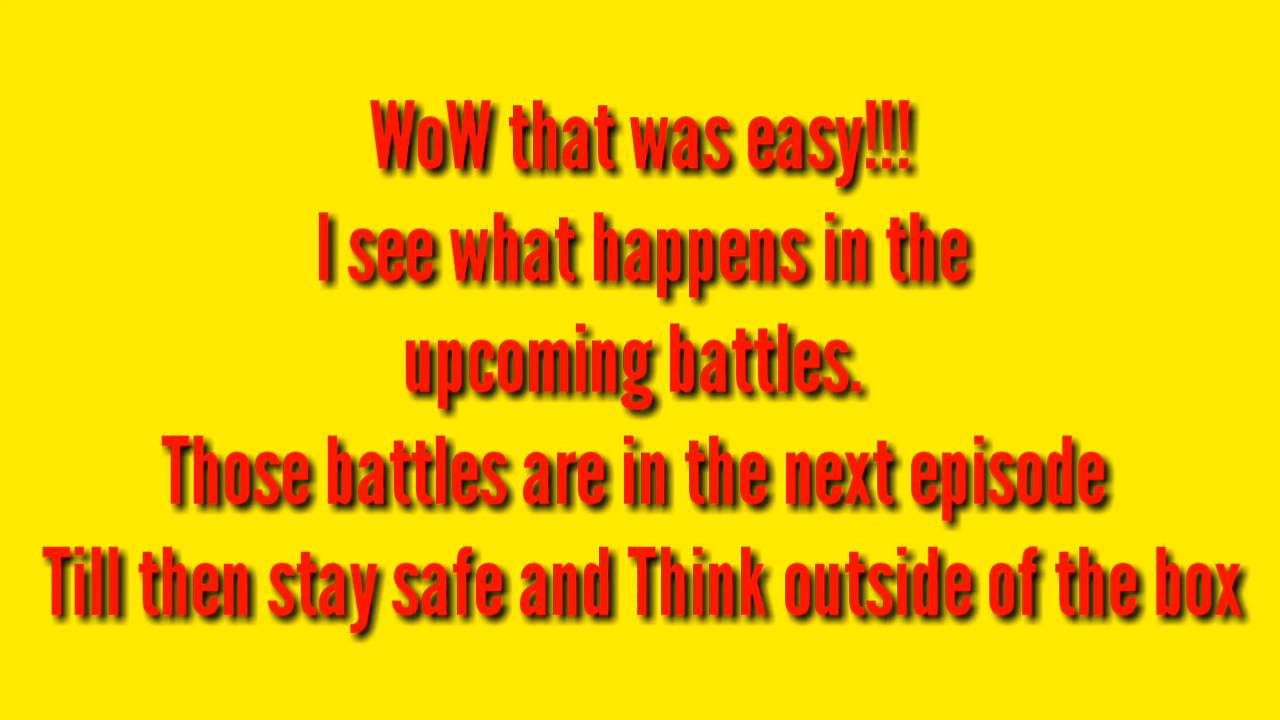 WoW that was easy!!!
I see what happens in the
upcoming battles.
Those battles are in the next episode
Till then stay safe and Think outside of the box